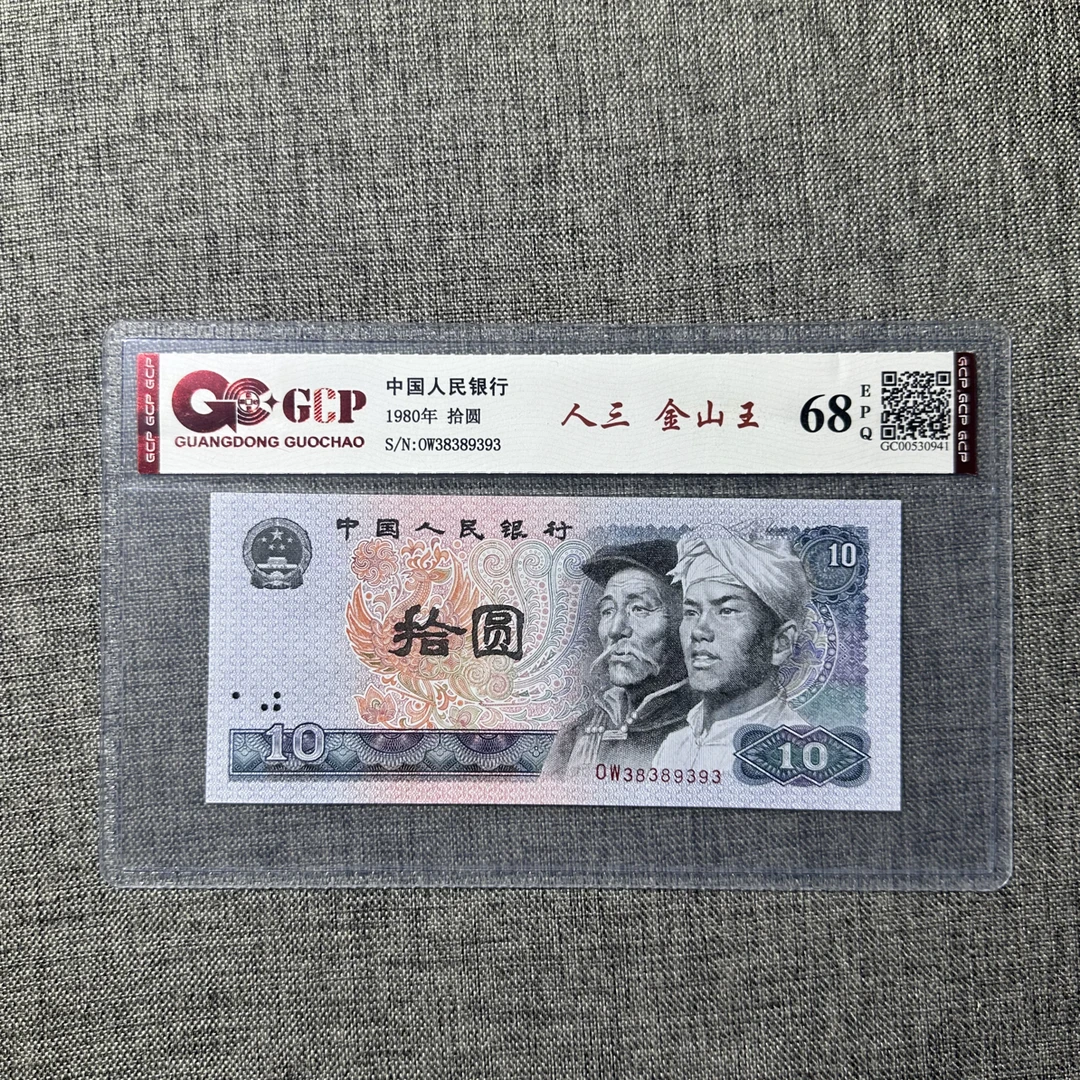 GCP GCP GCP
GCP
GUANGDONG GUOCHAO
中国人民银行
1980年 拾圆
S/N:OW38389393
人三 金山王
68
EPQ
GC00530941
GCP GCP GCP
中国人民银行
10
拾圆
10
OW38389393
10